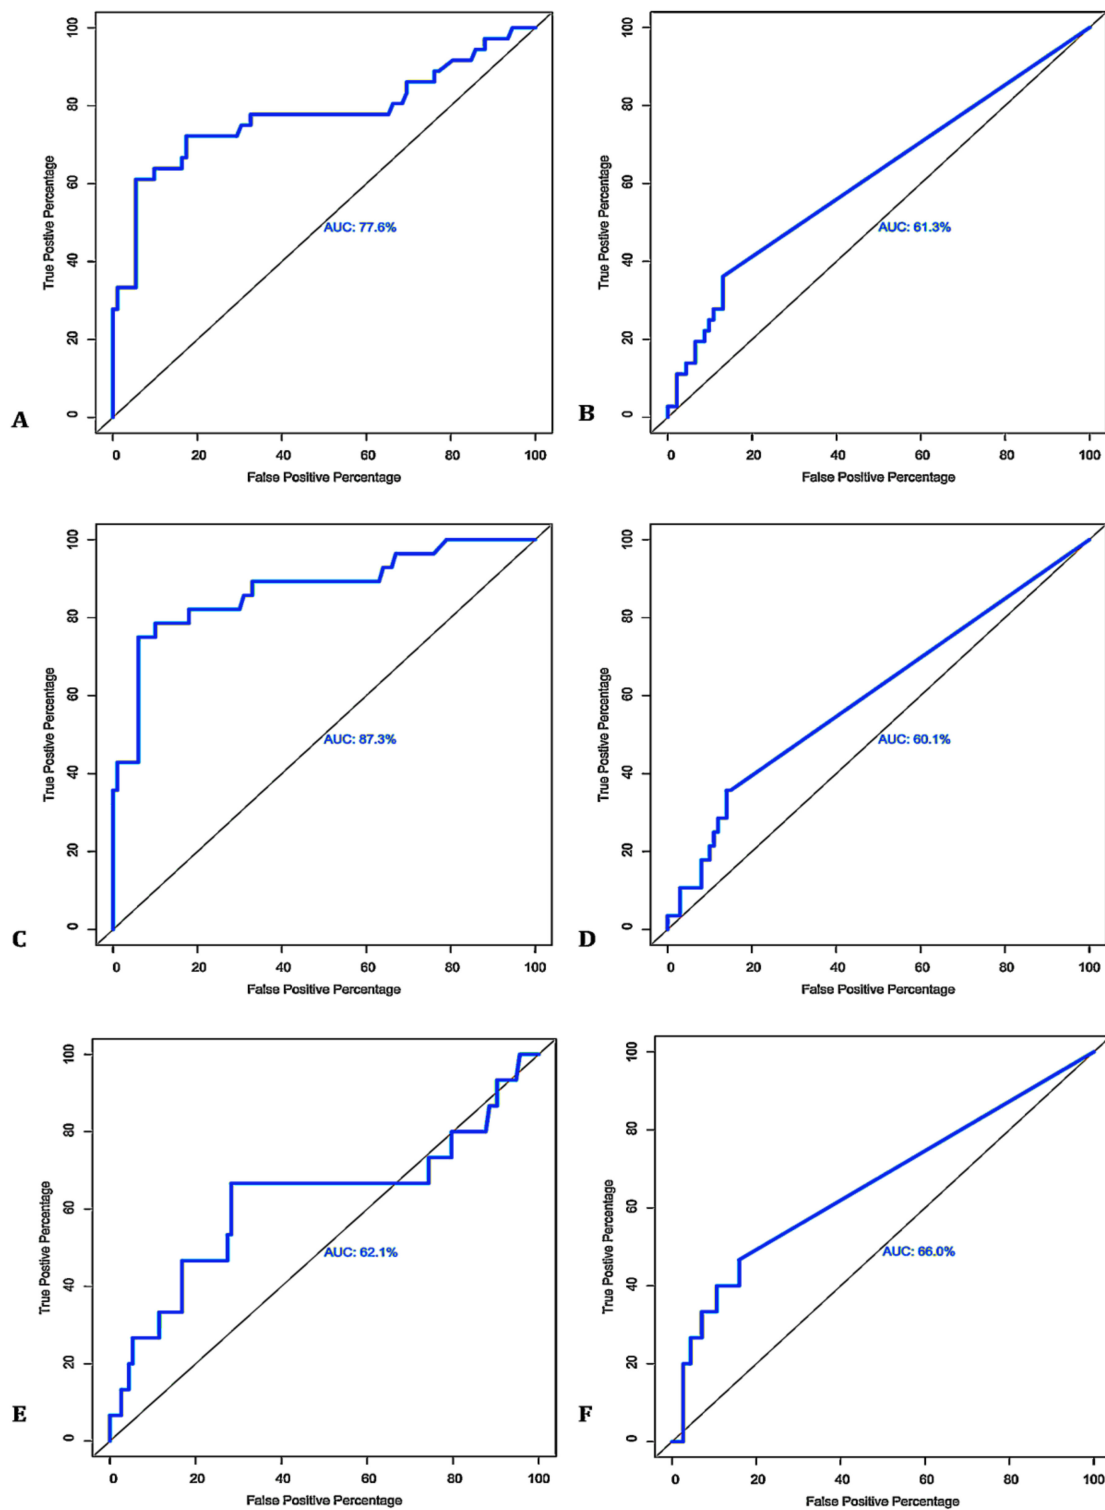 100
80
60
40
20
0
True Postive Percentage
AUC: 77.6%
A
0 20 40 60 80 100
False Positive Percentage
100
80
60
40
20
0
True Postive Percentage
AUC: 61.3%
B
0 20 40 60 80 100
False Positive Percentage
100
80
60
40
20
0
True Postive Percentage
AUC: 87.3%
C
0 20 40 60 80 100
False Positive Percentage
100
80
60
40
20
0
True Postive Percentage
AUC: 60.1%
D
0 20 40 60 80 100
False Positive Percentage
100
80
60
40
20
0
True Postive Percentage
AUC: 62.1%
E
0 20 40 60 80 100
False Positive Percentage
100
80
60
40
20
0
True Postive Percentage
AUC: 66.0%
F
0 20 40 60 80 100
False Positive Percentage